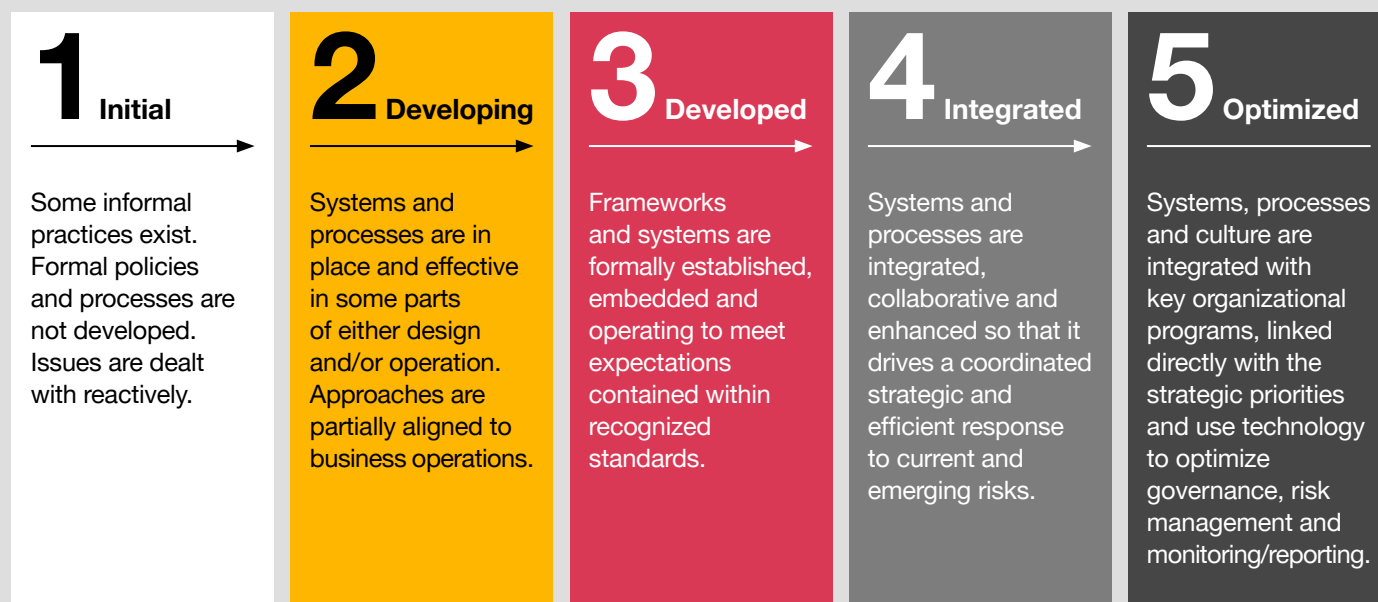 1 Initial
Some informal
practices exist.
Formal policies
and processes are
not developed.
Issues are dealt
with reactively.
2 Developing
Systems and
processes are in
place and effective
in some parts
of either design
and/or operation.
Approaches are
partially aligned to
business operations.
3 Developed
Frameworks
and systems are
formally established,
embedded and
operating to meet
expectations
contained within
recognized
standards.
4 Integrated
Systems and
processes are
integrated,
collaborative and
enhanced so that it
drives a coordinated
strategic and
efficient response
to current and
emerging risks.
5 Optimized
Systems, processes
and culture are
integrated with
key organizational
programs, linked
directly with the
strategic priorities
and use technology
to optimize
governance, risk
management and
monitoring/reporting.